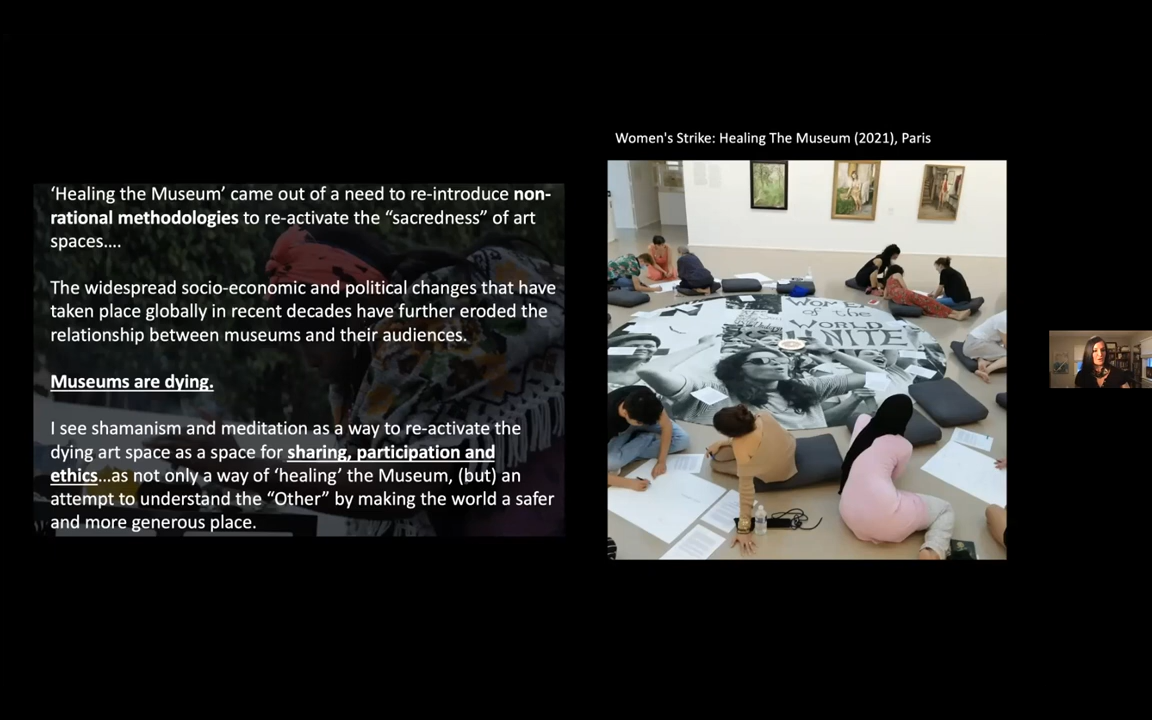 Women's Strike: Healing The Museum (2021), Paris
‘Healing the Museum’ came out of a need to re-introduce non-
rational methodologies to re-activate the “sacredness” of art
spaces....
The widespread socio-economic and political changes that have
taken place globally in recent decades have further eroded the
relationship between museums and their audiences.
Museums are dying.
I see shamanism and meditation as a way to re-activate the
dying art space as a space for sharing, participation and
ethics...as not only a way of ‘healing’ the Museum, (but) an
attempt to understand the “Other” by making the world a safer
and more generous place.
of the
WORLD
UNITE